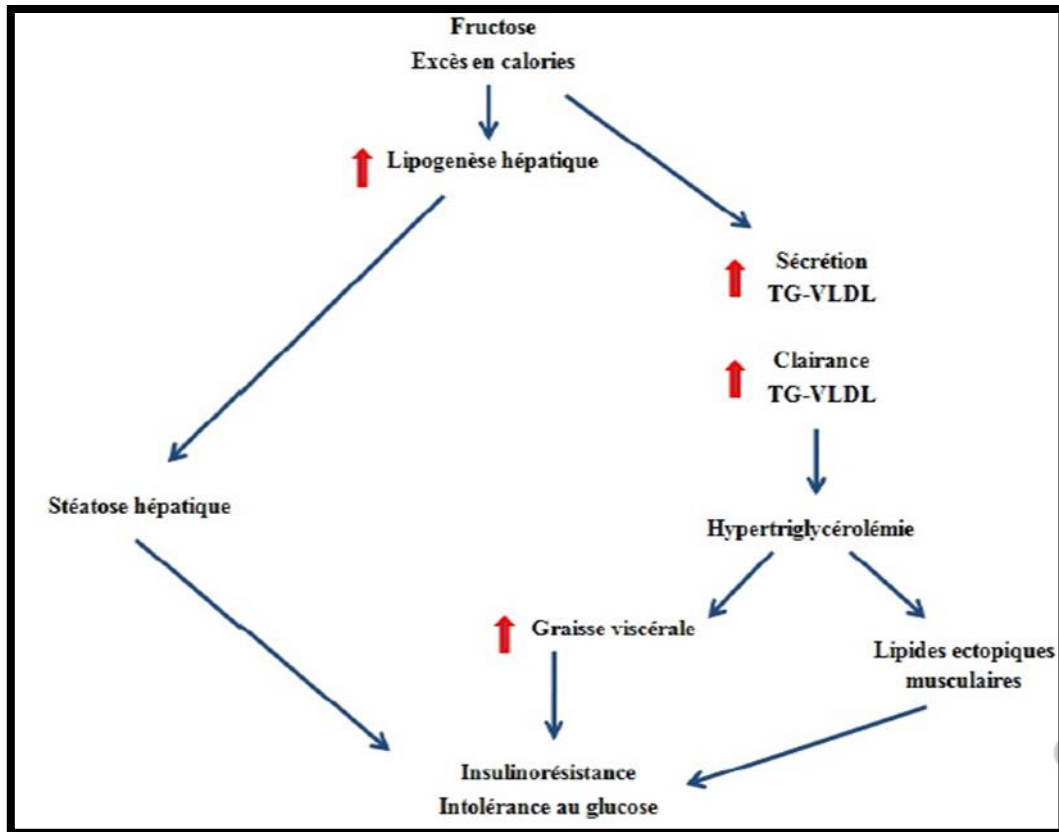 Fructose
Excès en calories
Lipogenèse hépatique
Sécrétion
TG-VLDL
Clairance
TG-VLDL
Stéatose hépatique
Hypertriglycérolémie
Graisse viscérale
Lipides ectopiques
musculaires
Insulinorésistance
Intolérance au glucose